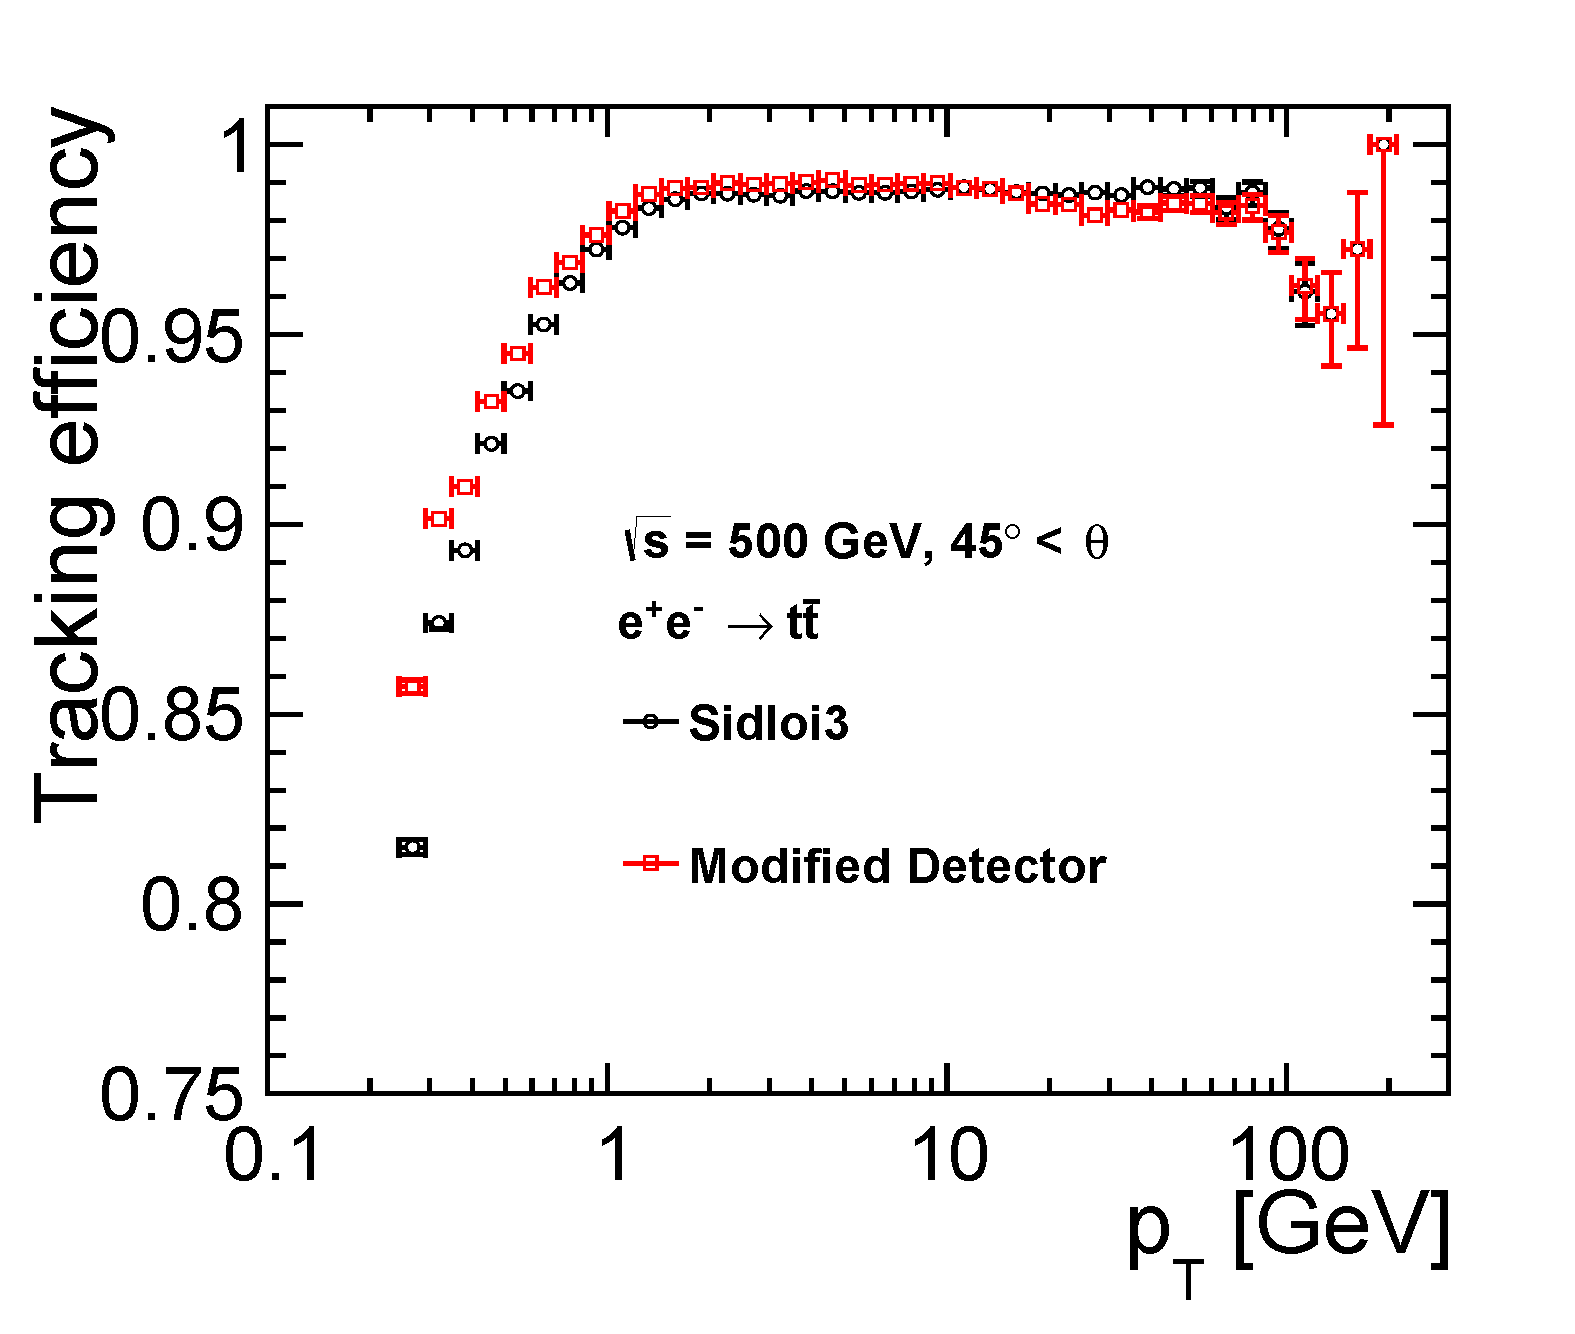 Tracking efficiency
1
0.95
0.9
0.85
0.8
0.75
0.1
1
10
100
p_T [GeV]
√s = 500 GeV, 45° < θ
e⁺e⁻ → tt̄
Sidloi3
Modified Detector